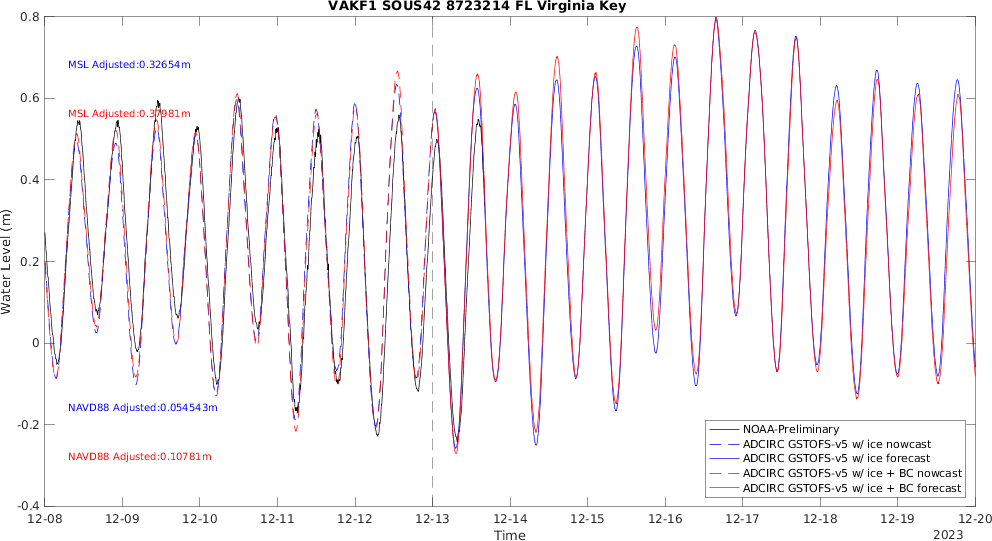 VAKF1 SOUS42 8723214 FL Virginia Key
0.8
0.6
0.4
0.2
0
-0.2
-0.4
Water Level (m)
MSL Adjusted:0.32654m
MSL Adjusted:0.37981m
NAVD88 Adjusted:0.054543m
NAVD88 Adjusted:0.10781m
NOAA-Preliminary
ADCIRC GSTOFS-v5 w/ ice nowcast
ADCIRC GSTOFS-v5 w/ ice forecast
ADCIRC GSTOFS-v5 w/ ice + BC nowcast
ADCIRC GSTOFS-v5 w/ ice + BC forecast
12-08 12-09 12-10 12-11 12-12 12-13 12-14 12-15 12-16 12-17 12-18 12-19 12-20
Time
2023